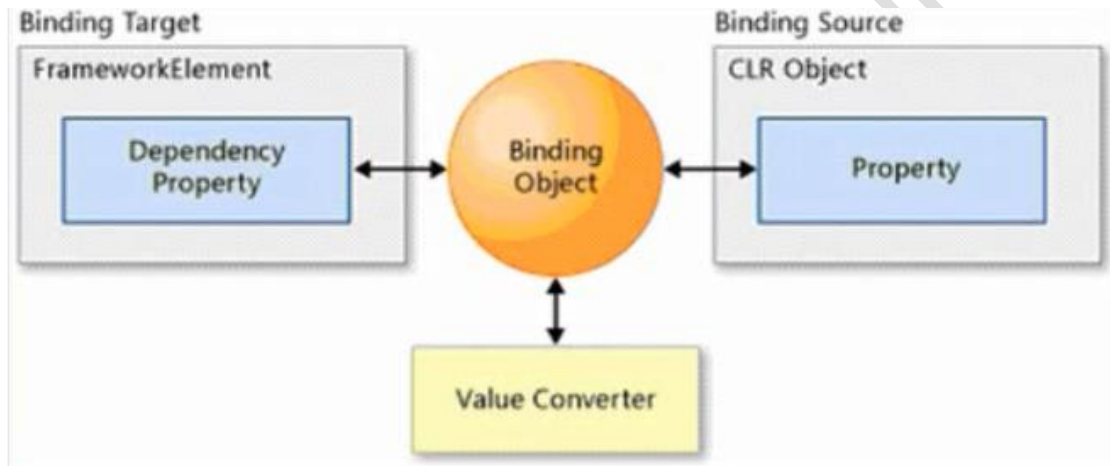 Binding Target
Binding Source
FrameworkElement
CLR Object
Dependency
Property
Binding
Object
Property
Value Converter